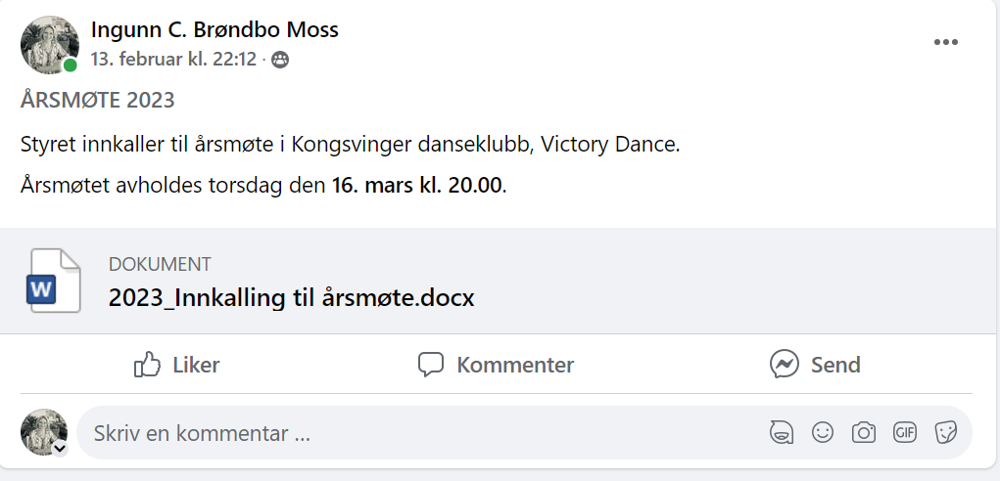 Ingunn C. Brøndbo Moss
13. februar kl. 22:12 ·
ÅRSMØTE 2023
Styret innkaller til årsmøte i Kongsvinger danseklubb, Victory Dance.
Årsmøtet avholdes torsdag den 16. mars kl. 20.00.
W
DOKUMENT
2023_Innkalling til årsmøte.docx
Liker Kommenter Send
Skriv en kommentar ... GIF